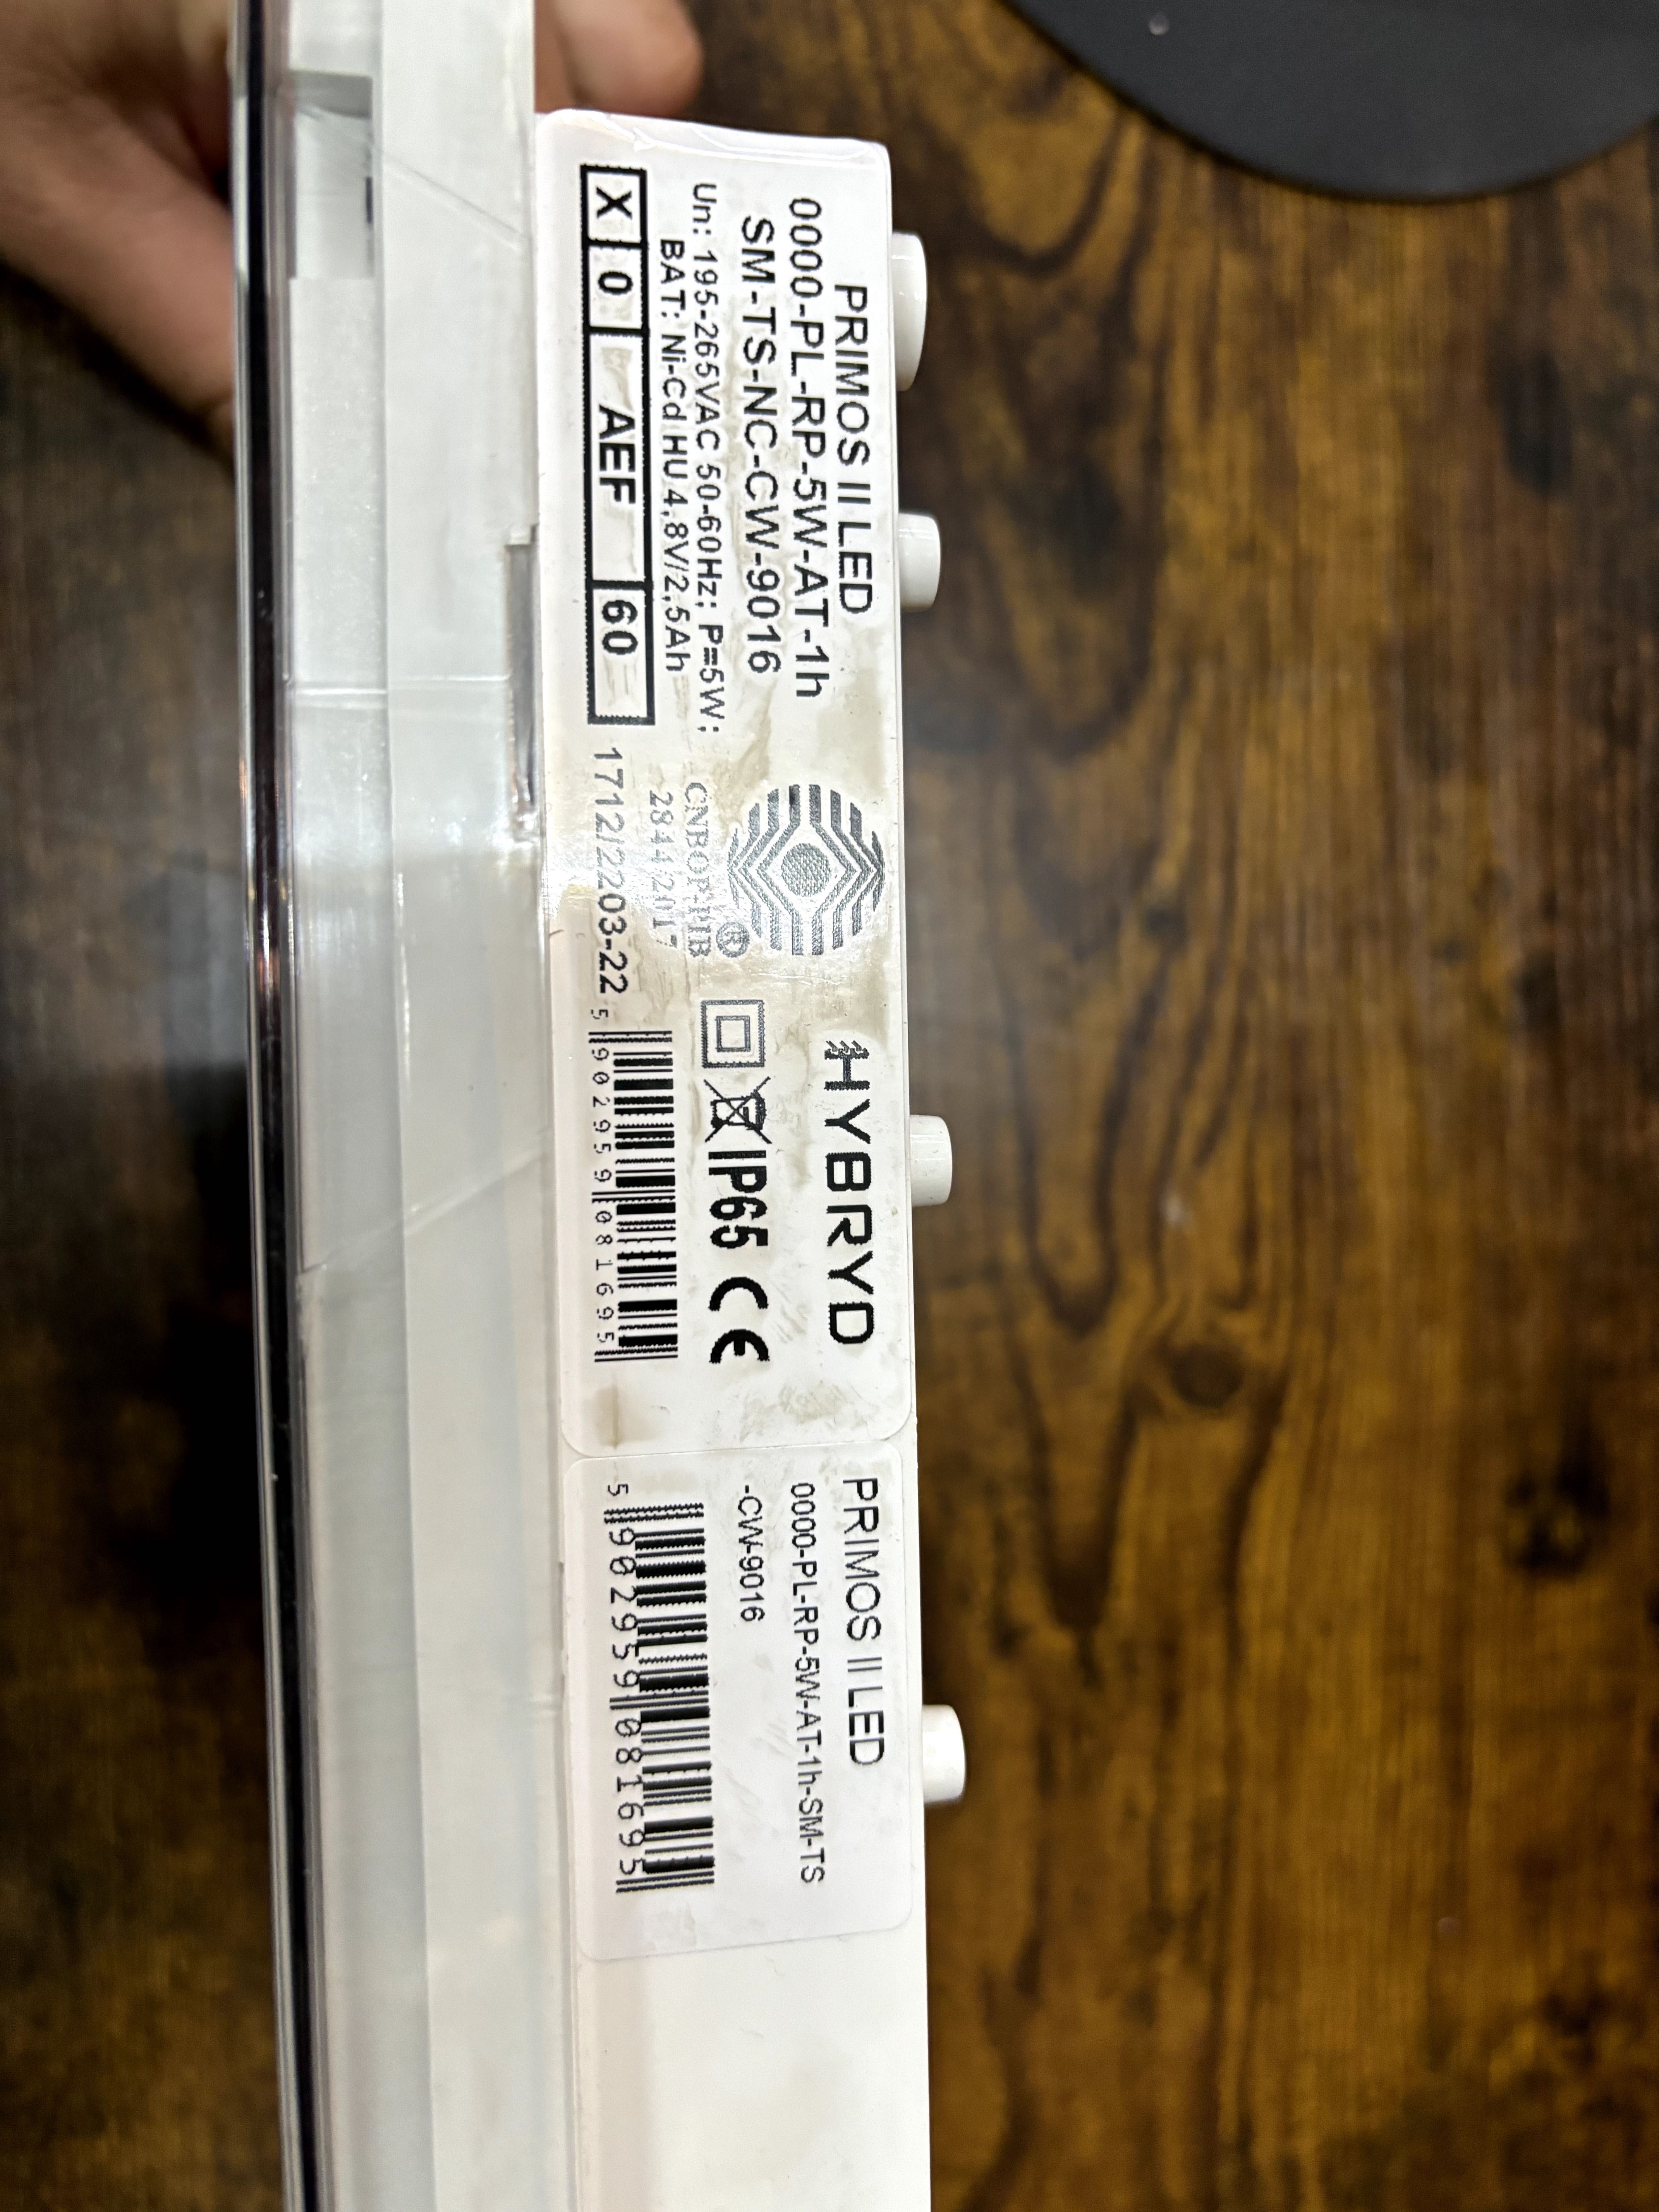 PRIMOS II LED
0000-PL-RP-5W-AT-1h
SM-TS-NC-CW-9016
Un: 195-265VAC 50-60Hz; P=5W;
BAT: Ni-Cd HU 4,8V/2,5Ah
X 0 AEF 60
®
CNBOP-PIB
2844/2017
1712/2203-22
HYBRYD
IP65 CE
5 902959 081695
PRIMOS II LED
0000-PL-RP-5W-AT-1h-SM-TS
-CW-9016
5 902959 081695